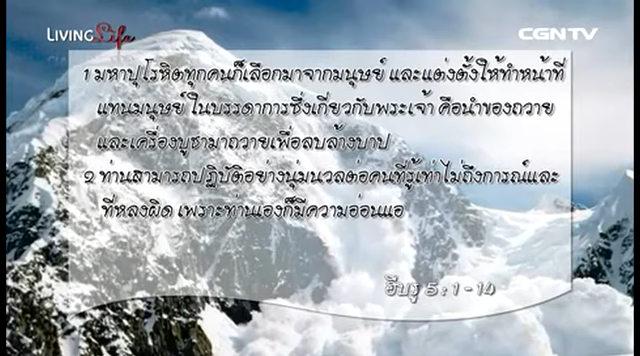 LIVING Life
CGNTV
1 มหาปุโรหิตทุกคนก็เลือกมาจากมนุษย์ และแต่งตั้งให้ทำหน้าที่
แทนมนุษย์ ในบรรดาการซึ่งเกี่ยวกับพระเจ้า คือนำของถวาย
และเครื่องบูชามาถวายเพื่อลบล้างบาป
2 ท่านสามารถปฏิบัติอย่างนุ่มนวลต่อคนที่รู้เท่าไม่ถึงการณ์และ
ที่หลงผิด เพราะท่านเองก็มีความอ่อนแอ
ฮีบรู 5 : 1 - 14